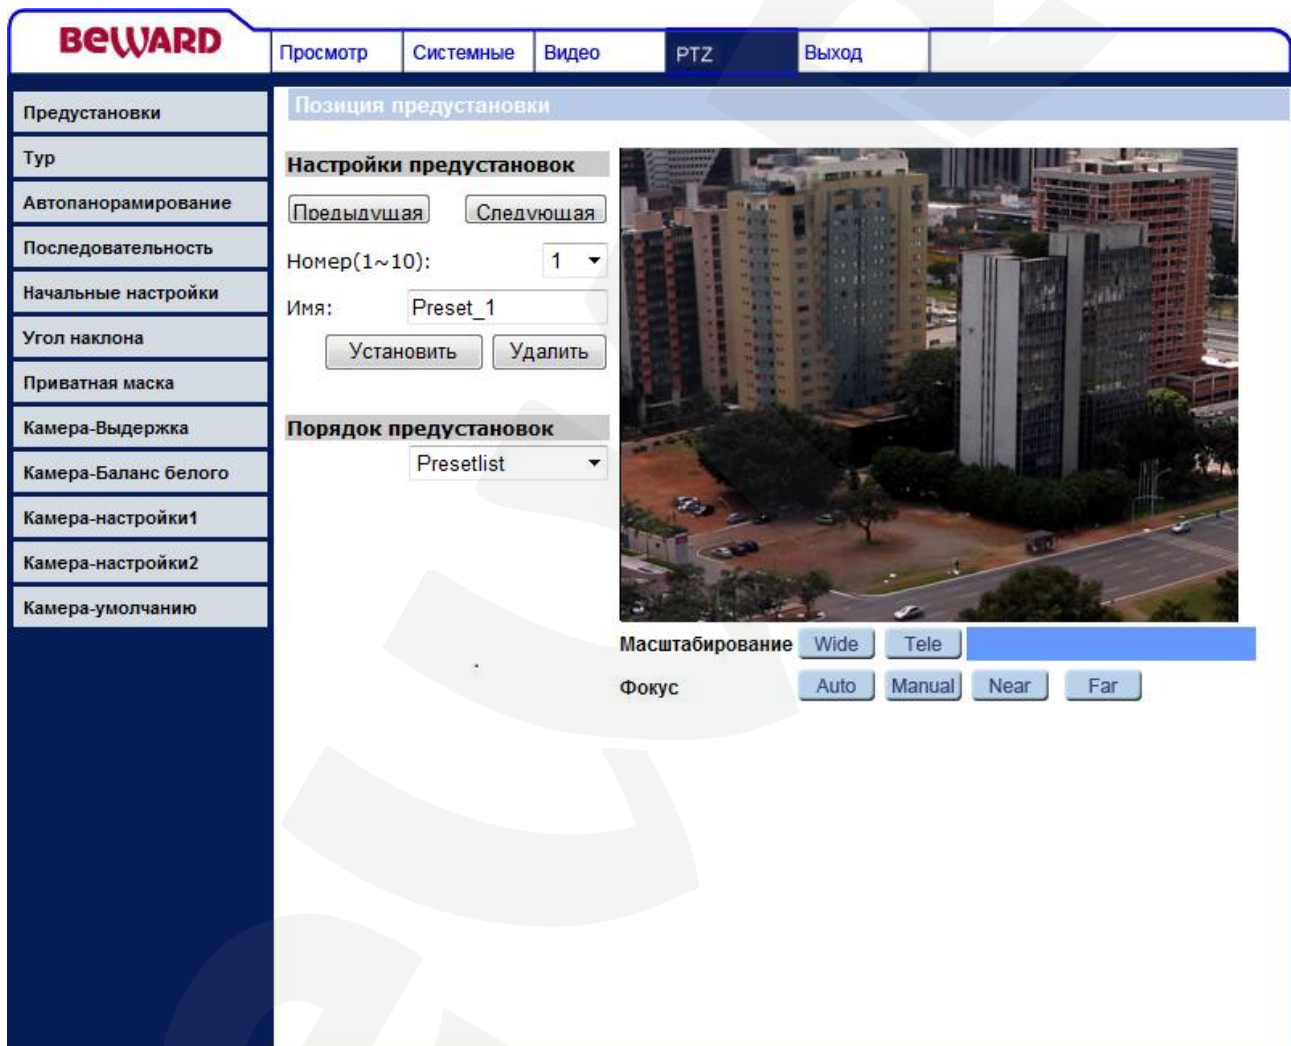 BEWARD
Просмотр Системные Видео PTZ Выход
Предустановки
Тур
Автопанорамирование
Последовательность
Начальные настройки
Угол наклона
Приватная маска
Камера-Выдержка
Камера-Баланс белого
Камера-настройки1
Камера-настройки2
Камера-умолчанию
Позиция предустановки
Настройки предустановок
Предыдущая Следующая
Номер(1~10): 1
Имя: Preset_1
Установить Удалить
Порядок предустановок
Presetlist
Масштабирование Wide Tele
Фокус Auto Manual Near Far